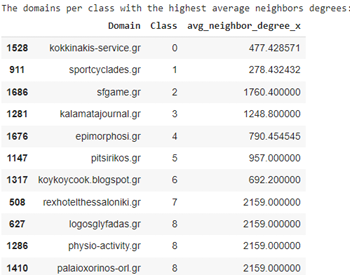 The domains per class with the highest average neighbors degrees:
Domain Class avg_neighbor_degree_x
1528 kokkinakis-service.gr 0 477.428571
911 sportcyclades.gr 1 278.432432
1686 sfgame.gr 2 1760.400000
1281 kalamatajournal.gr 3 1248.800000
1676 epimorphosi.gr 4 790.454545
1147 pitsirikos.gr 5 957.000000
1317 koykoycook.blogspot.gr 6 692.200000
508 rexhotelthessaloniki.gr 7 2159.000000
627 logosglyfadas.gr 8 2159.000000
1286 physio-activity.gr 8 2159.000000
1410 palaioxorinos-orl.gr 8 2159.000000